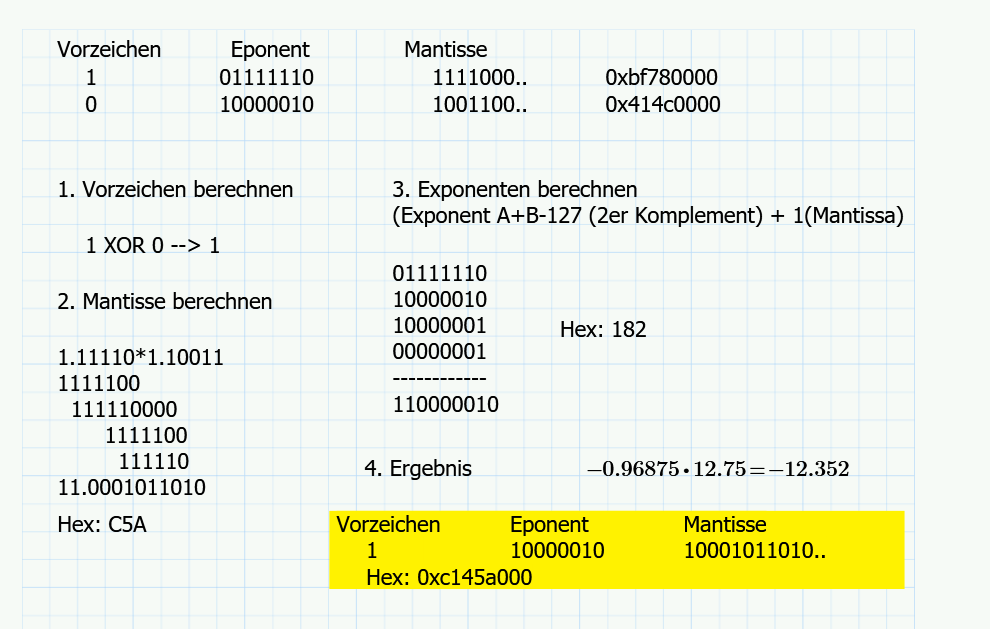 Vorzeichen Eponent Mantisse
1 01111110 1111000.. 0xbf780000
0 10000010 1001100.. 0x414c0000
1. Vorzeichen berechnen
1 XOR 0 --> 1
2. Mantisse berechnen
1.11110*1.10011
1111100
111110000
1111100
111110
11.0001011010
Hex: C5A
3. Exponenten berechnen
(Exponent A+B-127 (2er Komplement) + 1(Mantissa)
01111110
10000010
10000001
00000001
------------
110000010
Hex: 182
4. Ergebnis −0.96875·12.75=−12.352
Vorzeichen Eponent Mantisse
1 10000010 10001011010..
Hex: 0xc145a000